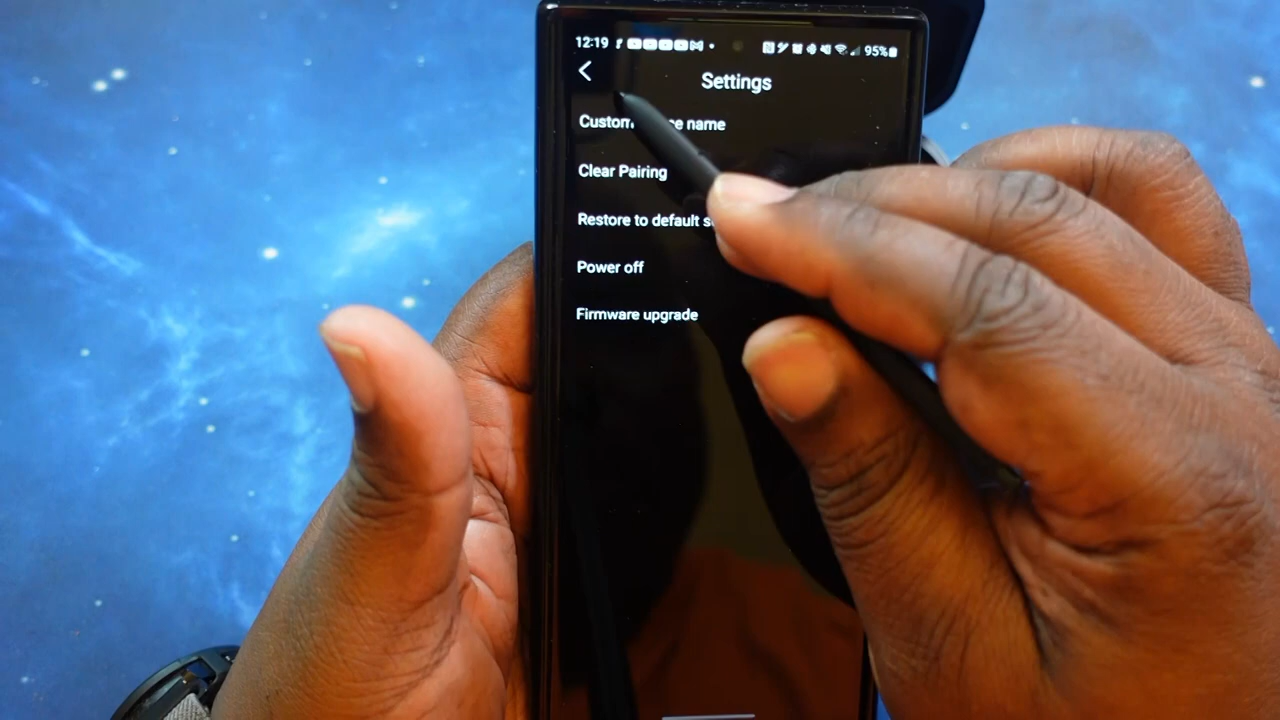 12:19 95%
Settings
Custom name
Clear Pairing
Restore to default
Power off
Firmware upgrade